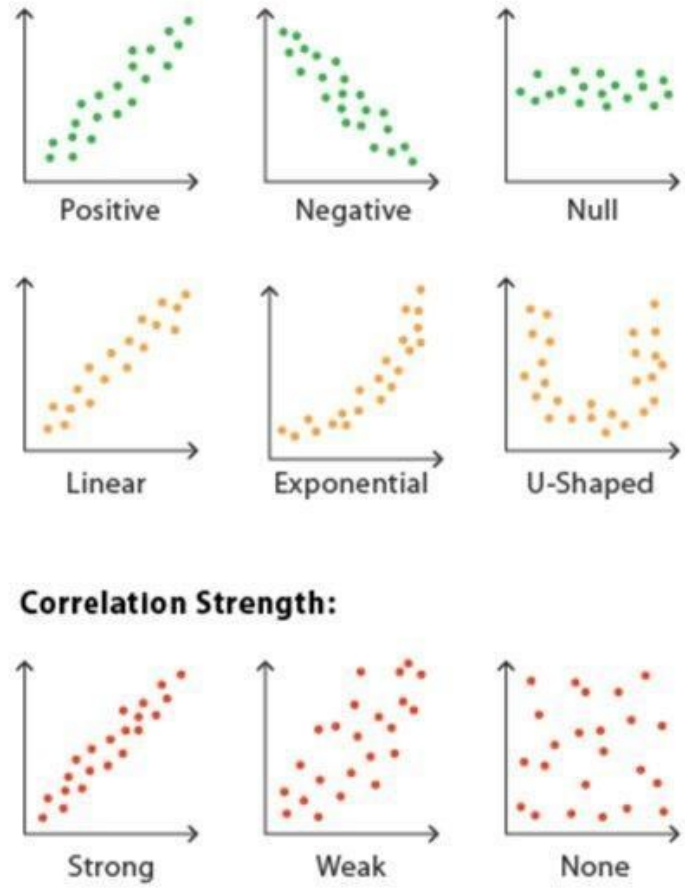 Positive
Negative
Null
Linear
Exponential
U-Shaped
Correlation Strength:
Strong
Weak
None